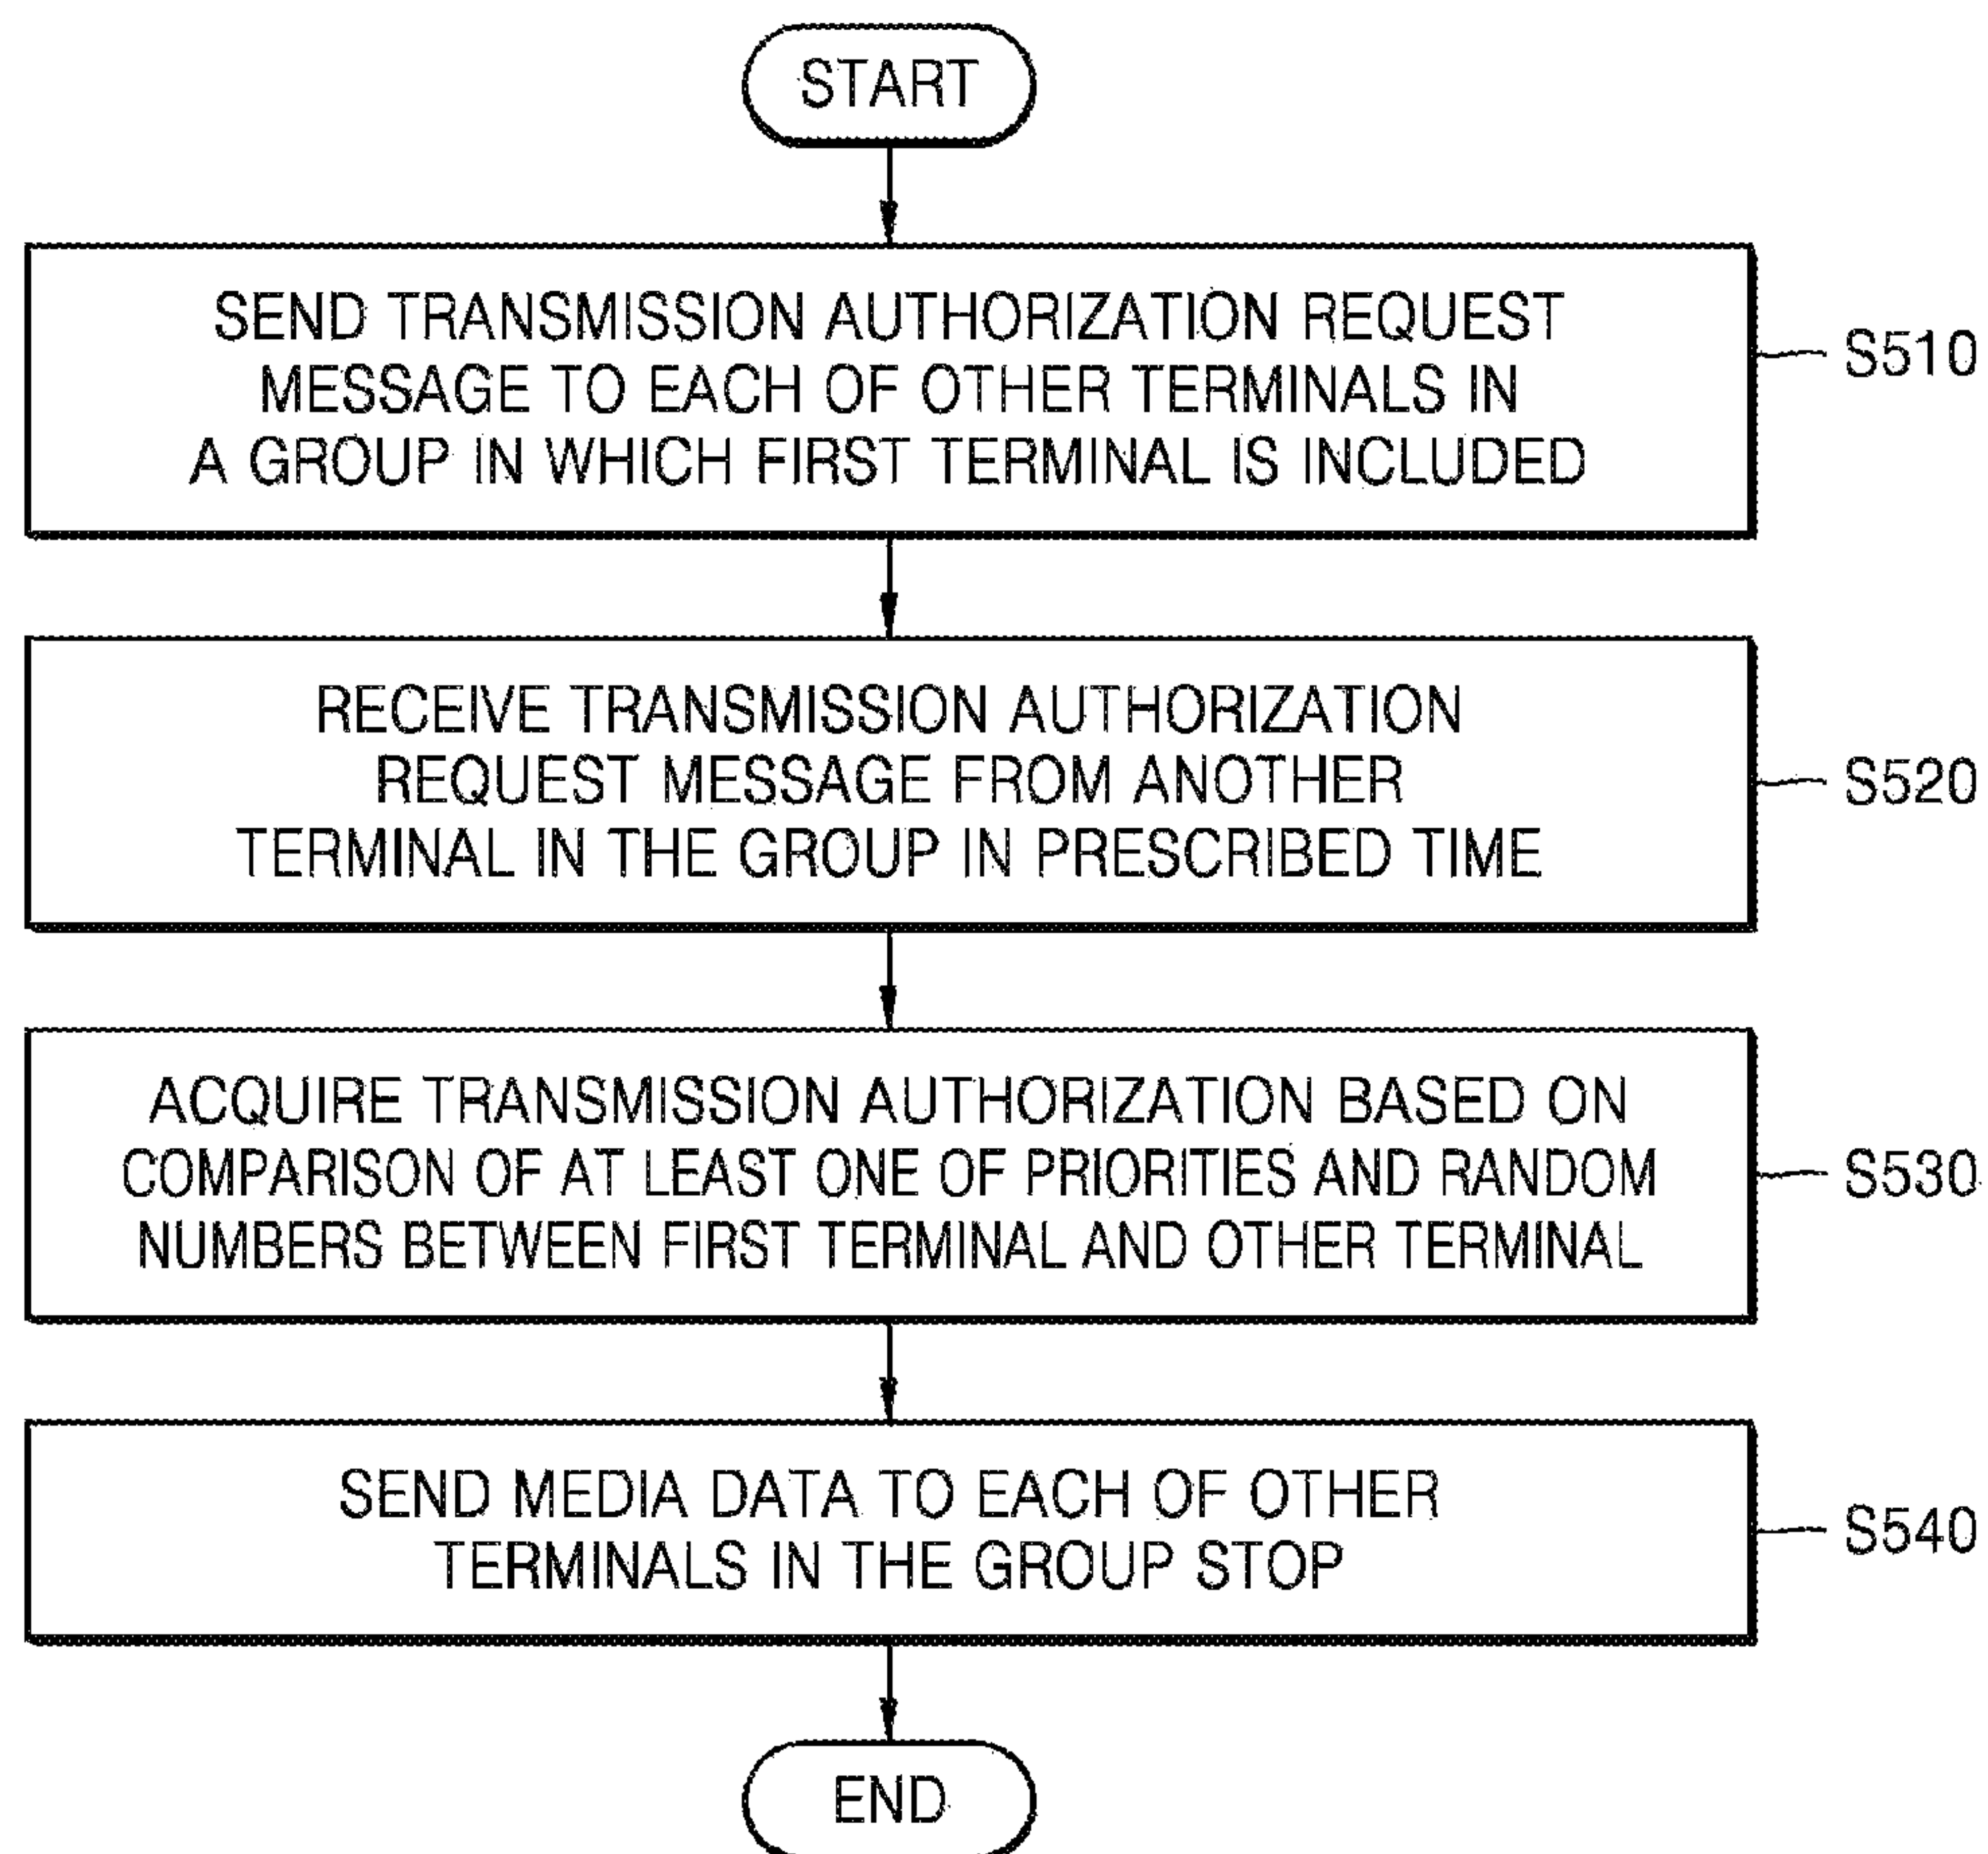 START
SEND TRANSMISSION AUTHORIZATION REQUEST
MESSAGE TO EACH OF OTHER TERMINALS IN
A GROUP IN WHICH FIRST TERMINAL IS INCLUDED
S510
RECEIVE TRANSMISSION AUTHORIZATION
REQUEST MESSAGE FROM ANOTHER
TERMINAL IN THE GROUP IN PRESCRIBED TIME
S520
ACQUIRE TRANSMISSION AUTHORIZATION BASED ON
COMPARISON OF AT LEAST ONE OF PRIORITIES AND RANDOM
NUMBERS BETWEEN FIRST TERMINAL AND OTHER TERMINAL
S530
SEND MEDIA DATA TO EACH OF OTHER
TERMINALS IN THE GROUP STOP
S540
END